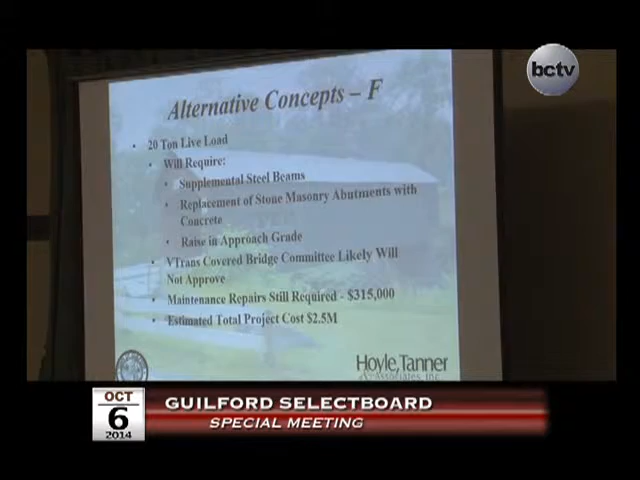 bctv
Alternative Concepts – F
• 20 Ton Live Load
• Will Require:
• Supplemental Steel Beams
• Replacement of Stone Masonry Abutments with
Concrete
• Raise in Approach Grade
• VTrans Covered Bridge Committee Likely Will
Not Approve
• Maintenance Repairs Still Required - $315,000
• Estimated Total Project Cost $2.5M
Hoyle, Tanner
& Associates, Inc.
OCT
6
2014
GUILFORD SELECTBOARD
SPECIAL MEETING